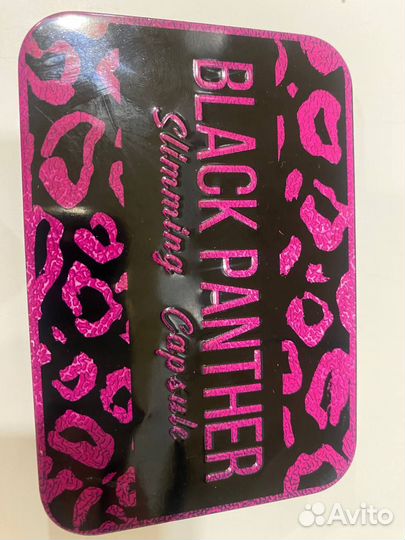 BLACK PANTHER
Slimming Capsule
Avito